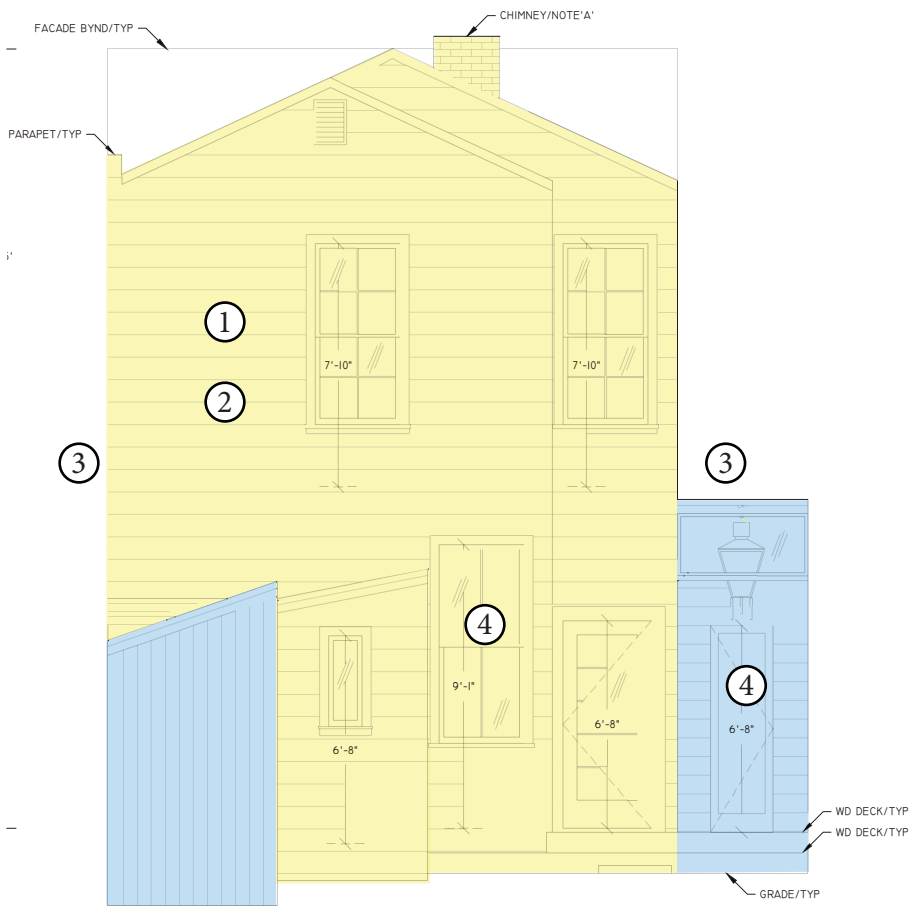 CHIMNEY/NOTE'A'
FACADE BYND/TYP
PARAPET/TYP
5'
1
7'-10"
7'-10"
2
3
3
4
9'-1"
4
6'-8"
6'-8"
6'-8"
WD DECK/TYP
WD DECK/TYP
GRADE/TYP